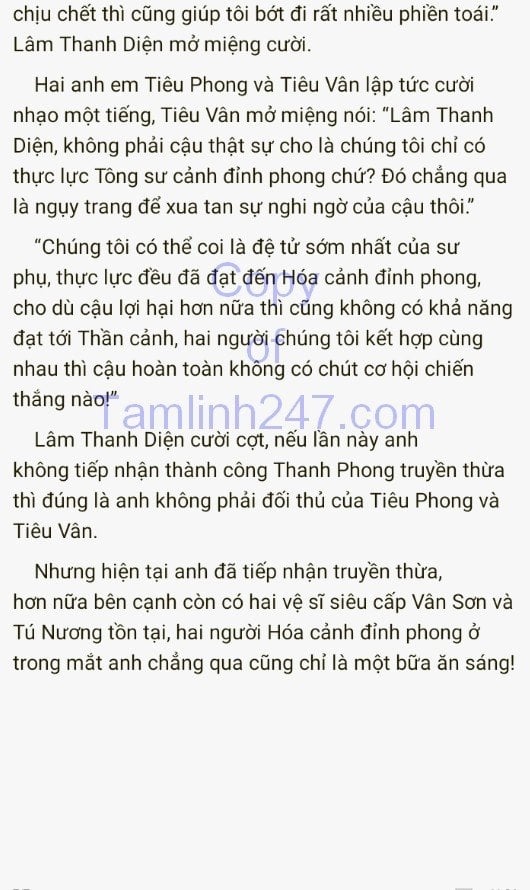 chịu chết thì cũng giúp tôi bớt đi rất nhiều phiền toái.”
Lâm Thanh Diện mở miệng cười.
Hai anh em Tiêu Phong và Tiêu Vân lập tức cười
nhạo một tiếng, Tiêu Vân mở miệng nói: “Lâm Thanh
Diện, không phải cậu thật sự cho là chúng tôi chỉ có
thực lực Tông sư cảnh đỉnh phong chứ? Đó chẳng qua
là ngụy trang để xua tan sự nghi ngờ của cậu thôi.”
“Chúng tôi có thể coi là đệ tử sớm nhất của sư
phụ, thực lực đều đã đạt đến Hóa cảnh đỉnh phong,
cho dù cậu lợi hại hơn nữa thì cũng không có khả năng
đạt tới Thần cảnh, hai người chúng tôi kết hợp cùng
nhau thì cậu hoàn toàn không có chút cơ hội chiến
thắng nào!”
Copy
of
Tamlinh247.com
Lâm Thanh Diện cười cợt, nếu lần này anh
không tiếp nhận thành công Thanh Phong truyền thừa
thì đúng là anh không phải đối thủ của Tiêu Phong và
Tiêu Vân.
Nhưng hiện tại anh đã tiếp nhận truyền thừa,
hơn nữa bên cạnh còn có hai vệ sĩ siêu cấp Vân Sơn và
Tú Nương tồn tại, hai người Hóa cảnh đỉnh phong ở
trong mắt anh chẳng qua cũng chỉ là một bữa ăn sáng!